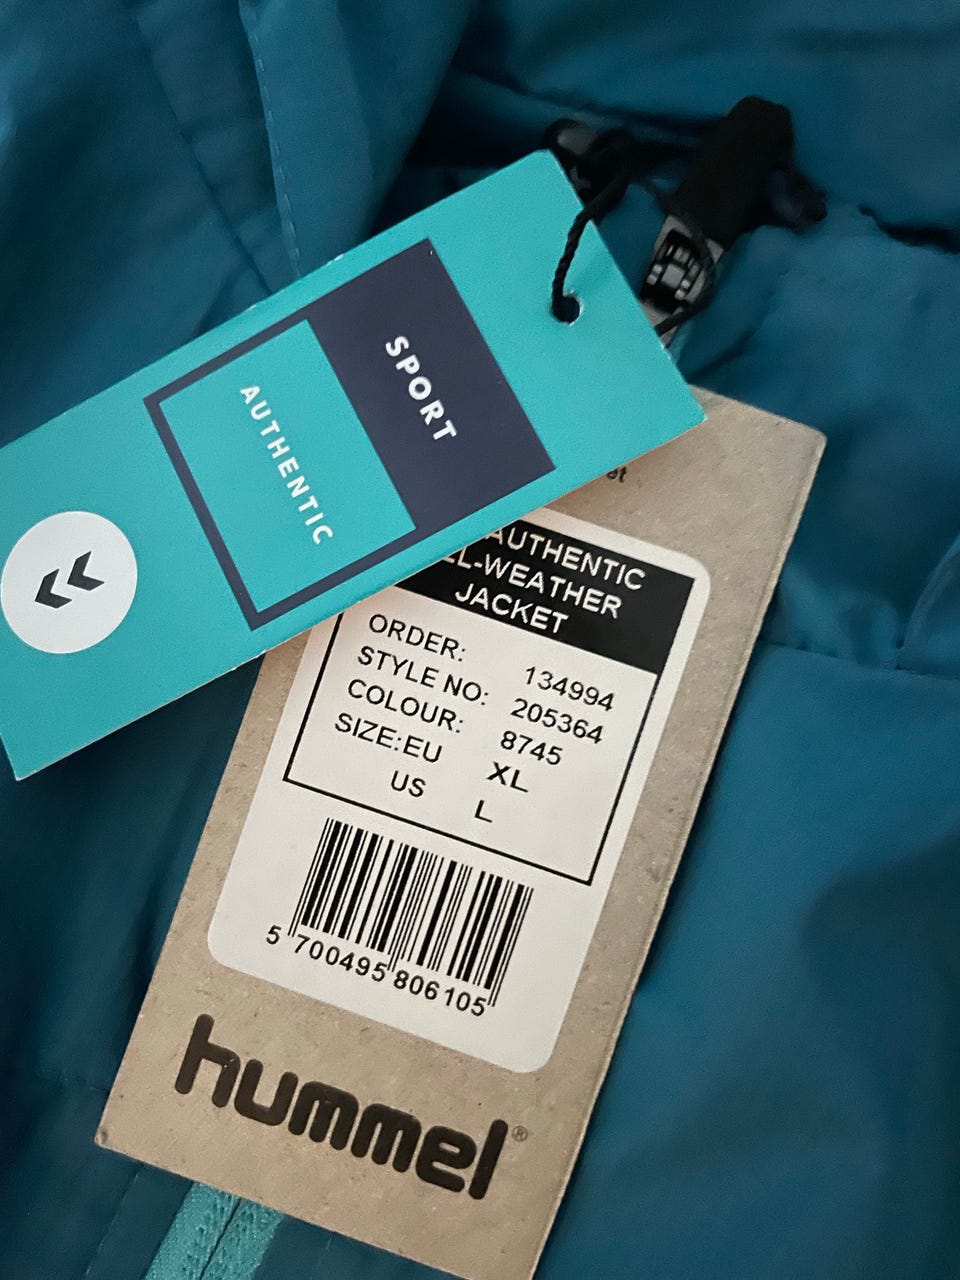 SPORT
AUTHENTIC
AUTHENTIC
LL-WEATHER
JACKET
ORDER: 134994
STYLE NO: 205364
COLOUR: 8745
SIZE:EU XL
US L
5 700495 806105
hummel®